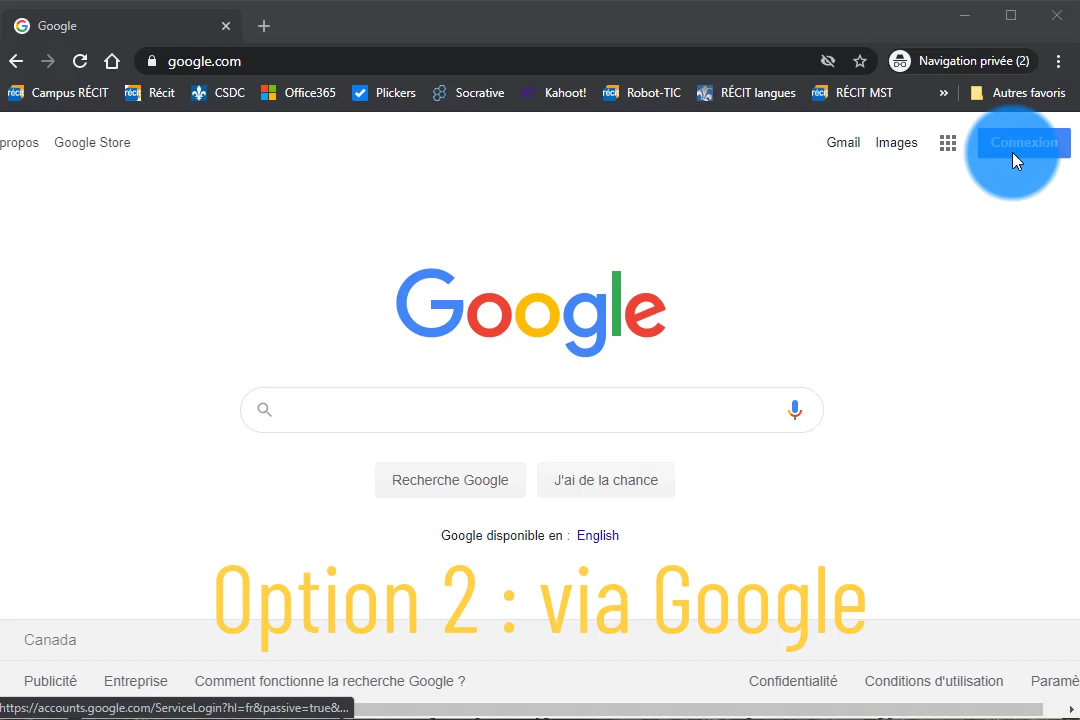 Google
google.com
Navigation privée (2)
Campus RÉCIT Récit CSDC Office365 Plickers Socrative Kahoot! Robot-TIC RÉCIT langues RÉCIT MST » Autres favoris
propos Google Store Gmail Images Connexion
Google
Recherche Google J'ai de la chance
Google disponible en : English
Option 2 : via Google
Canada
Publicité Entreprise Comment fonctionne la recherche Google ? Confidentialité Conditions d'utilisation Paramè
https://accounts.google.com/ServiceLogin?hl=fr&passive=true&...